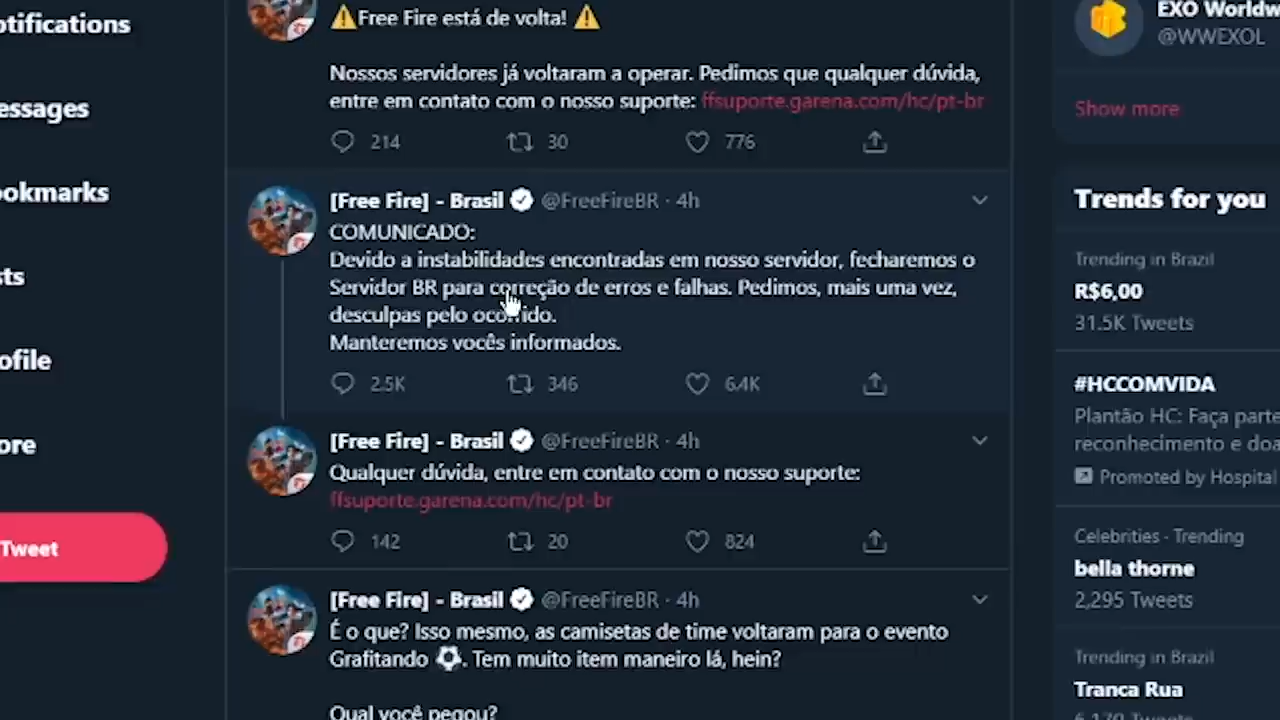 otifications
essages
ookmarks
sts
ofile
ore
Tweet
⚠️Free Fire está de volta! ⚠️
Nossos servidores já voltaram a operar. Pedimos que qualquer dúvida,
entre em contato com o nosso suporte: ffsuporte.garena.com/hc/pt-br
214 30 776
[Free Fire] - Brasil @FreeFireBR · 4h
COMUNICADO:
Devido a instabilidades encontradas em nosso servidor, fecharemos o
Servidor BR para correção de erros e falhas. Pedimos, mais uma vez,
desculpas pelo ocorrido.
Manteremos vocês informados.
2.5K 346 6.4K
[Free Fire] - Brasil @FreeFireBR · 4h
Qualquer dúvida, entre em contato com o nosso suporte:
ffsuporte.garena.com/hc/pt-br
142 20 824
[Free Fire] - Brasil @FreeFireBR · 4h
É o que? Isso mesmo, as camisetas de time voltaram para o evento
Grafitando ⚽. Tem muito item maneiro lá, hein?
Qual você pegou?
EXO Worldw
@WWEXOL
Show more
Trends for you
Trending in Brazil
R$6,00
31.5K Tweets
#HCCOMVIDA
Plantão HC: Faça parte
reconhecimento e doa
Promoted by Hospital
Celebrities · Trending
bella thorne
2,295 Tweets
Trending in Brazil
Tranca Rua
6,170 Tweets